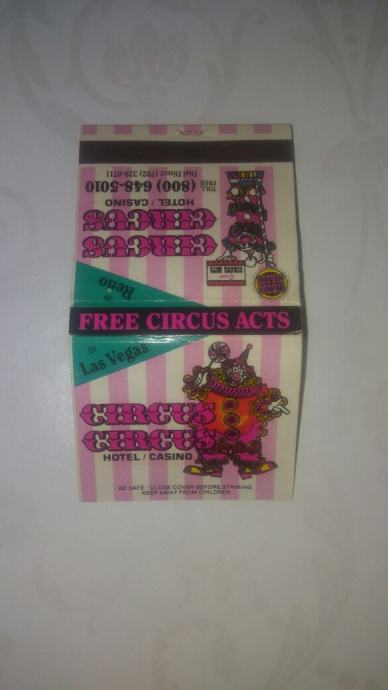 Dial Direct (702) 329-0711
TOLL FREE (800) 648-5010
HOTEL / CASINO
CIRCUS
CIRCUS
IN
Reno
FREE CIRCUS ACTS
IN
Las Vegas
CIRCUS
CIRCUS
HOTEL / CASINO
BE SAFE - CLOSE COVER BEFORE STRIKING
KEEP AWAY FROM CHILDREN